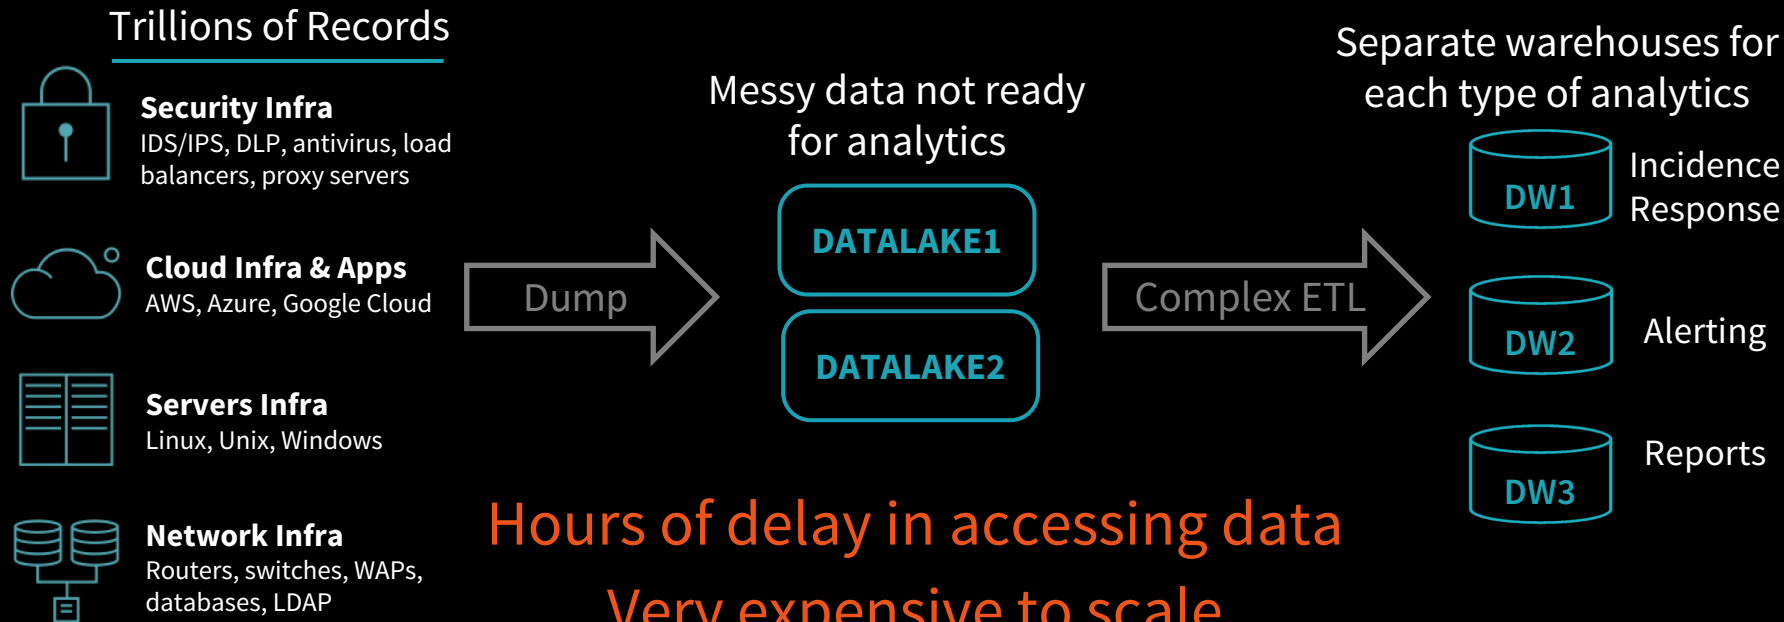 Trillions of Records
Security Infra
IDS/IPS, DLP, antivirus, load
balancers, proxy servers
Cloud Infra & Apps
AWS, Azure, Google Cloud
Servers Infra
Linux, Unix, Windows
Network Infra
Routers, switches, WAPs,
databases, LDAP
Dump
Messy data not ready
for analytics
DATALAKE1
DATALAKE2
Complex ETL
Separate warehouses for
each type of analytics
DW1
Incidence
Response
DW2
Alerting
DW3
Reports
Hours of delay in accessing data
Very expensive to scale